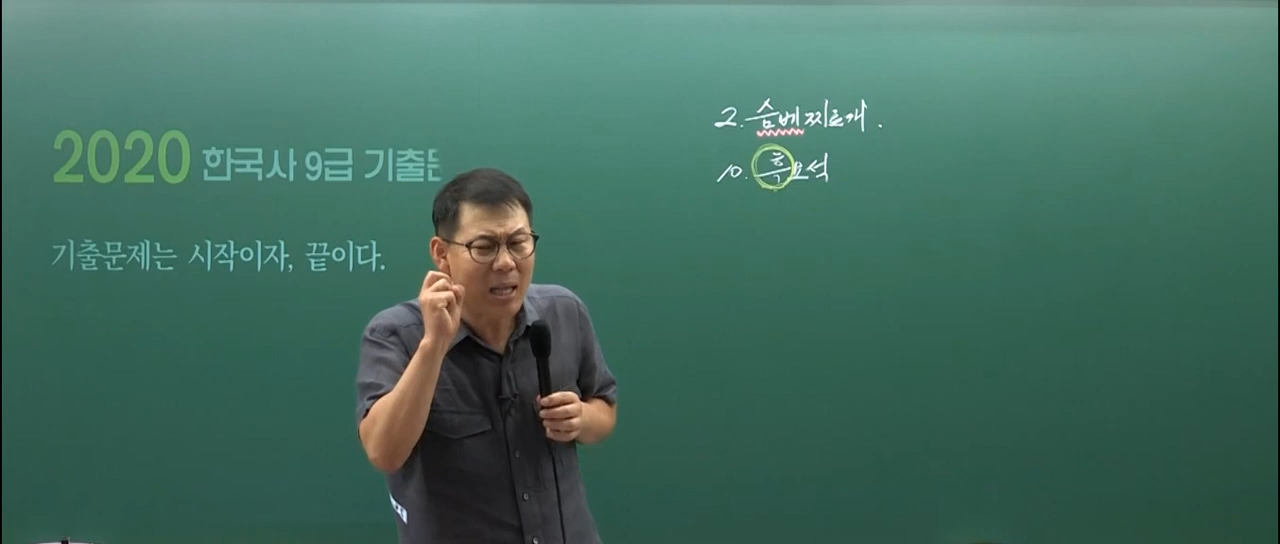 2020 한국사 9급 기출
기출문제는 시작이자, 끝이다.
2. 슴베찌르개.
10. 흑요석